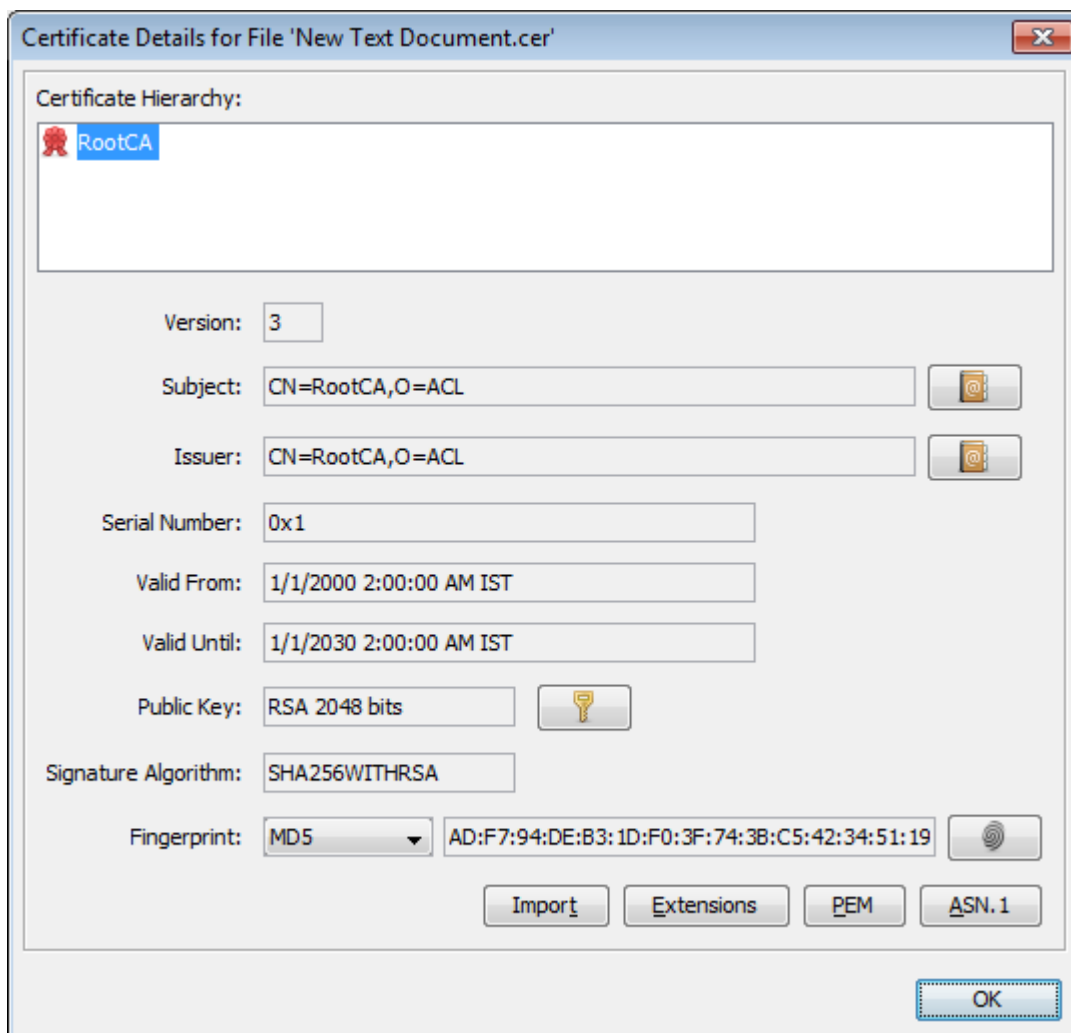 Certificate Details for File 'New Text Document.cer'
Certificate Hierarchy:
RootCA
Version: 3
Subject: CN=RootCA,O=ACL
Issuer: CN=RootCA,O=ACL
Serial Number: 0x1
Valid From: 1/1/2000 2:00:00 AM IST
Valid Until: 1/1/2030 2:00:00 AM IST
Public Key: RSA 2048 bits
Signature Algorithm: SHA256WITHRSA
Fingerprint: MD5 AD:F7:94:DE:B3:1D:F0:3F:74:3B:C5:42:34:51:19
Import Extensions PEM ASN.1
OK